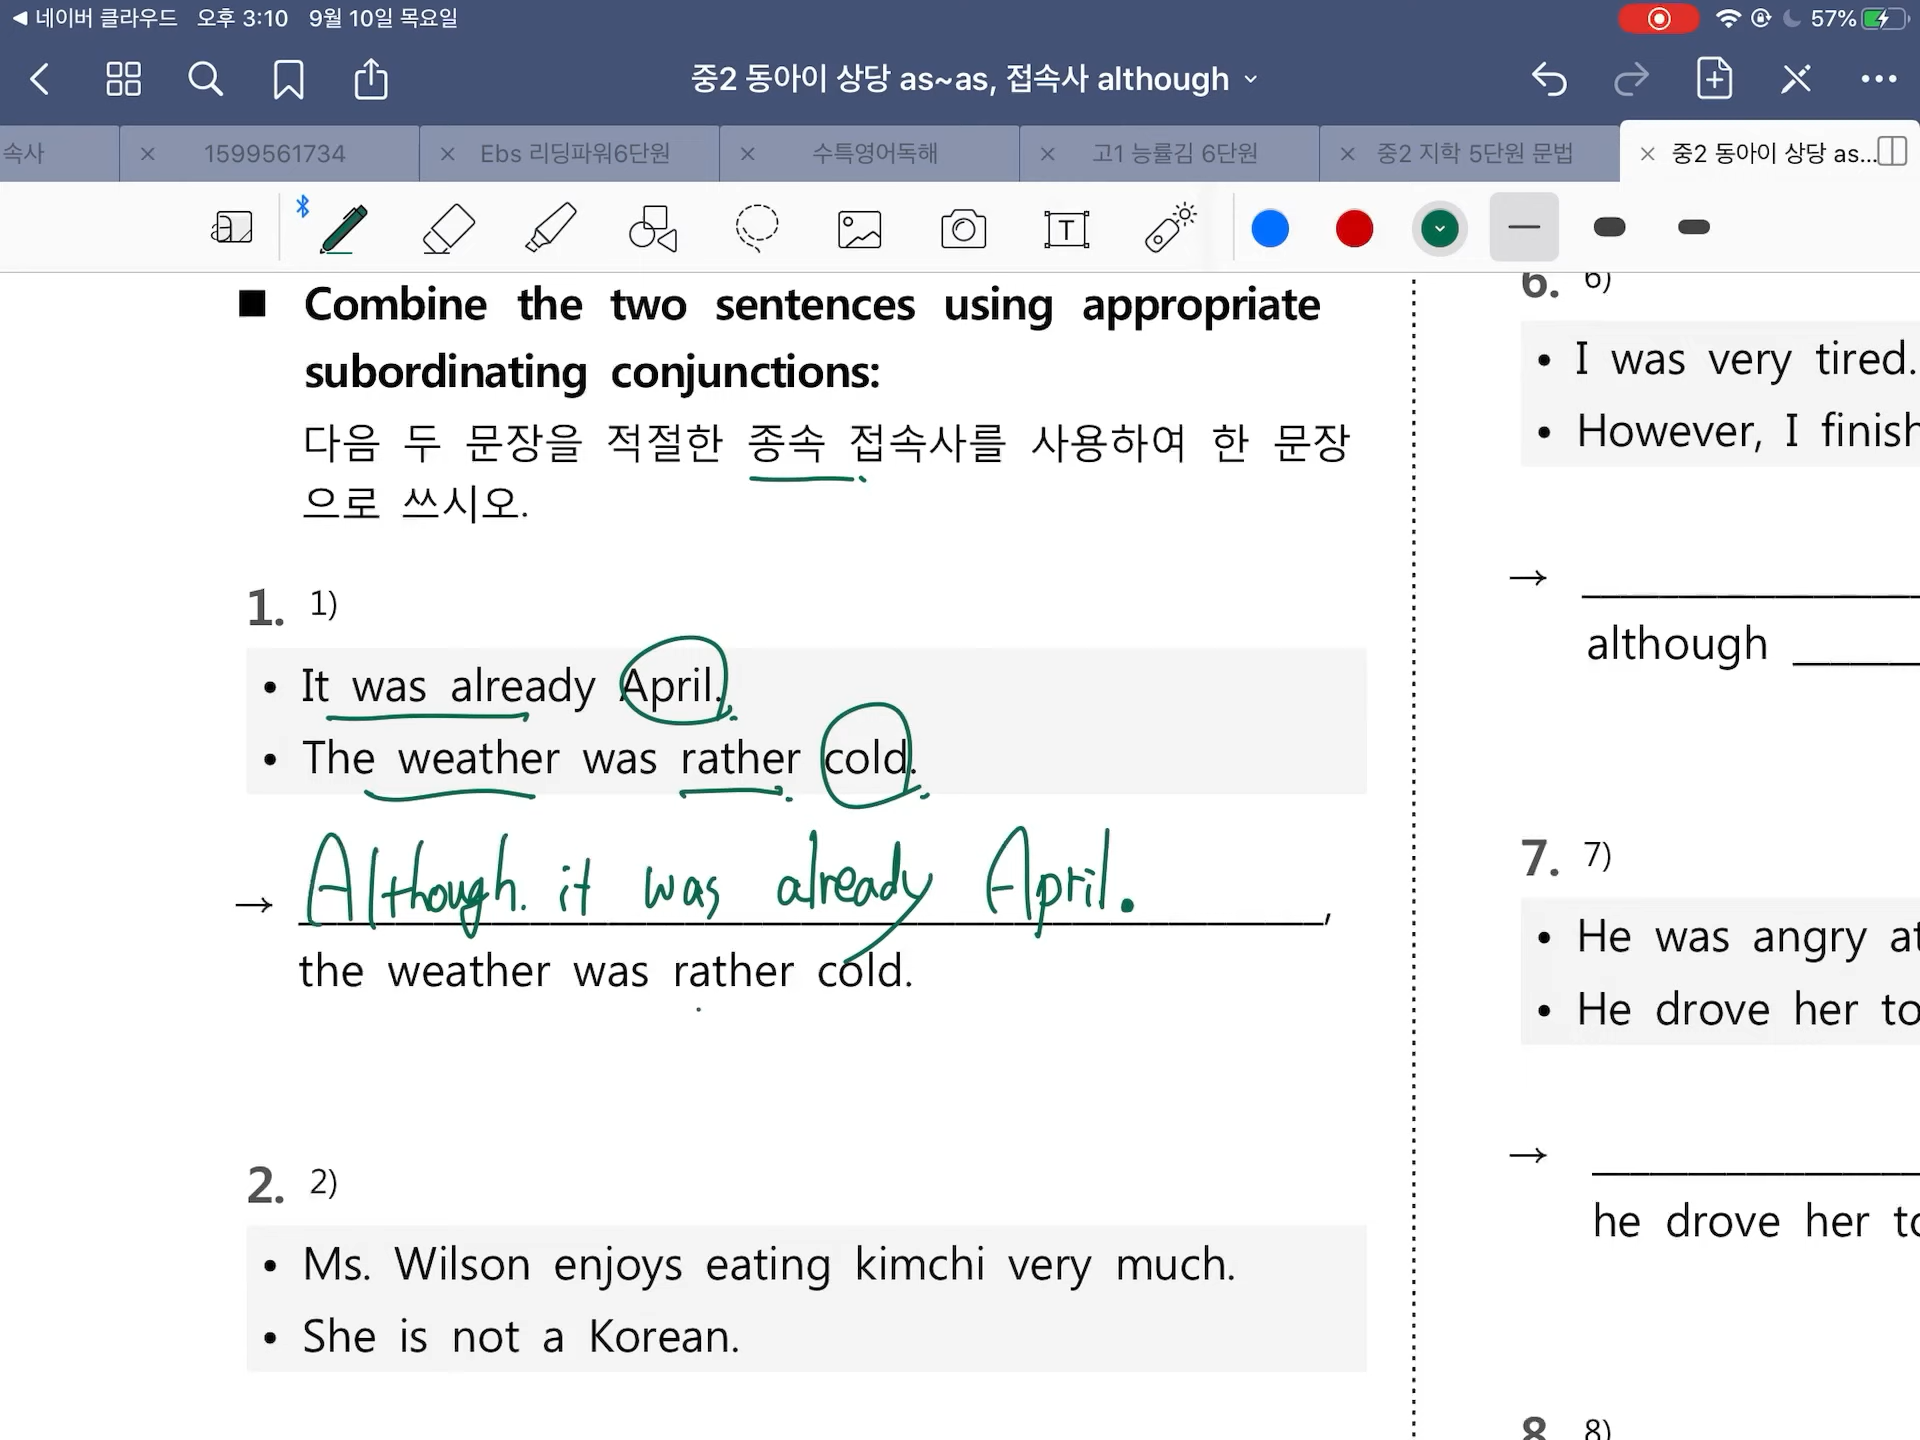 네이버 클라우드 오후 3:10 9월 10일 목요일 57%
중2 동아이 상당 as~as, 접속사 although
속사 1599561734 Ebs 리딩파워6단원 수특영어독해 고1 능률김 6단원 중2 지학 5단원 문법 중2 동아이 상당 as...
■ Combine the two sentences using appropriate
subordinating conjunctions:
다음 두 문장을 적절한 종속 접속사를 사용하여 한 문장
으로 쓰시오.
1. 1)
• It was already April.
• The weather was rather cold.
→ Although. it was already April. ,
the weather was rather cold.
2. 2)
• Ms. Wilson enjoys eating kimchi very much.
• She is not a Korean.
6. 6)
• I was very tired.
• However, I finish
→
although
7. 7)
• He was angry at
• He drove her to
→
he drove her to
8 8)